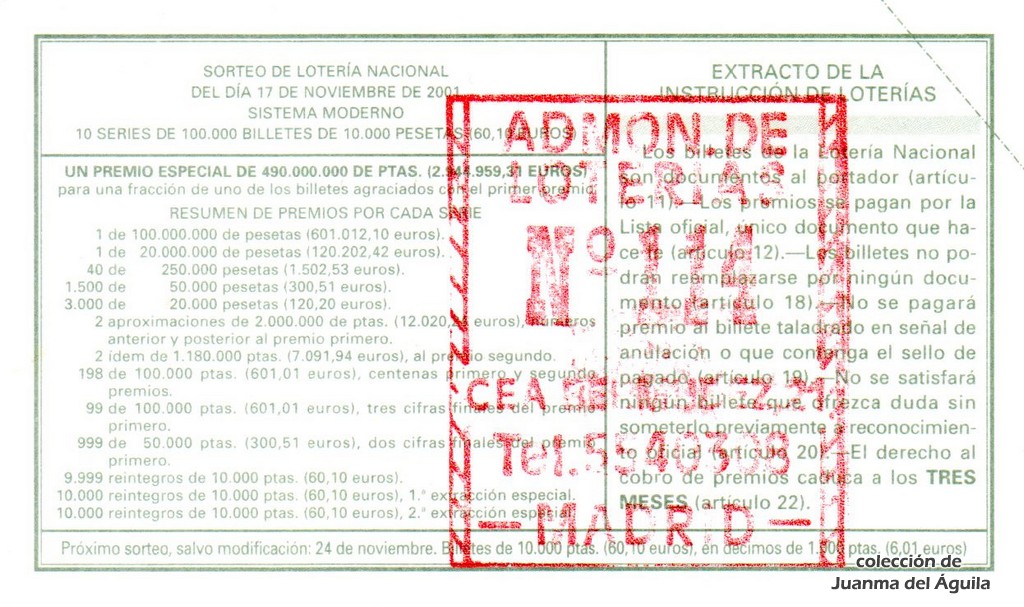 SORTEO DE LOTERÍA NACIONAL
DEL DÍA 17 DE NOVIEMBRE DE 2001
SISTEMA MODERNO
10 SERIES DE 100.000 BILLETES DE 10.000 PESETAS (60,10 EUROS)
UN PREMIO ESPECIAL DE 490.000.000 DE PTAS. (2.944.959,31 EUROS)
para una fracción de uno de los billetes agraciados con el primer premio
RESUMEN DE PREMIOS POR CADA SERIE
1 de 100.000.000 de pesetas (601.012,10 euros).
1 de 20.000.000 de pesetas (120.202,42 euros).
40 de 250.000 pesetas (1.502,53 euros).
1.500 de 50.000 pesetas (300,51 euros).
3.000 de 20.000 pesetas (120,20 euros).
2 aproximaciones de 2.000.000 de ptas. (12.020, euros), números
anterior y posterior al premio primero.
2 ídem de 1.180.000 ptas. (7.091,94 euros), al premio segundo.
198 de 100.000 ptas. (601,01 euros), centenas primero y segundo
premios.
99 de 100.000 ptas. (601,01 euros), tres cifras finales del premio
primero.
999 de 50.000 ptas. (300,51 euros), dos cifras finales del premio
primero.
9.999 reintegros de 10.000 ptas. (60,10 euros).
10.000 reintegros de 10.000 ptas. (60,10 euros), 1.ª extracción especial.
10.000 reintegros de 10.000 ptas. (60,10 euros), 2.ª extracción especial.
EXTRACTO DE LA
INSTRUCCIÓN DE LOTERÍAS
Los billetes de la Lotería Nacional
son documentos al portador (artícu-
lo 11).—Los premios se pagan por la
Lista oficial, único documento que ha-
ce fe (artículo 12).—Los billetes no po-
drán reemplazarse por ningún docu-
mento (artículo 18).—No se pagará
premio al billete taladrado en señal de
anulación o que contenga el sello de
pagado (artículo 19).—No se satisfará
ningún billete que ofrezca duda sin
someterlo previamente a reconocimien-
to oficial (artículo 20).—El derecho al
cobro de premios caduca a los TRES
MESES (artículo 22).
Próximo sorteo, salvo modificación: 24 de noviembre. Billetes de 10.000 ptas. (60,10 euros), en décimos de 1.000 ptas. (6,01 euros)
ADMON. DE
LOTERIAS
Nº 114
CEA
Tel. 5540308
— MADRID —
colección de
Juanma del Águila